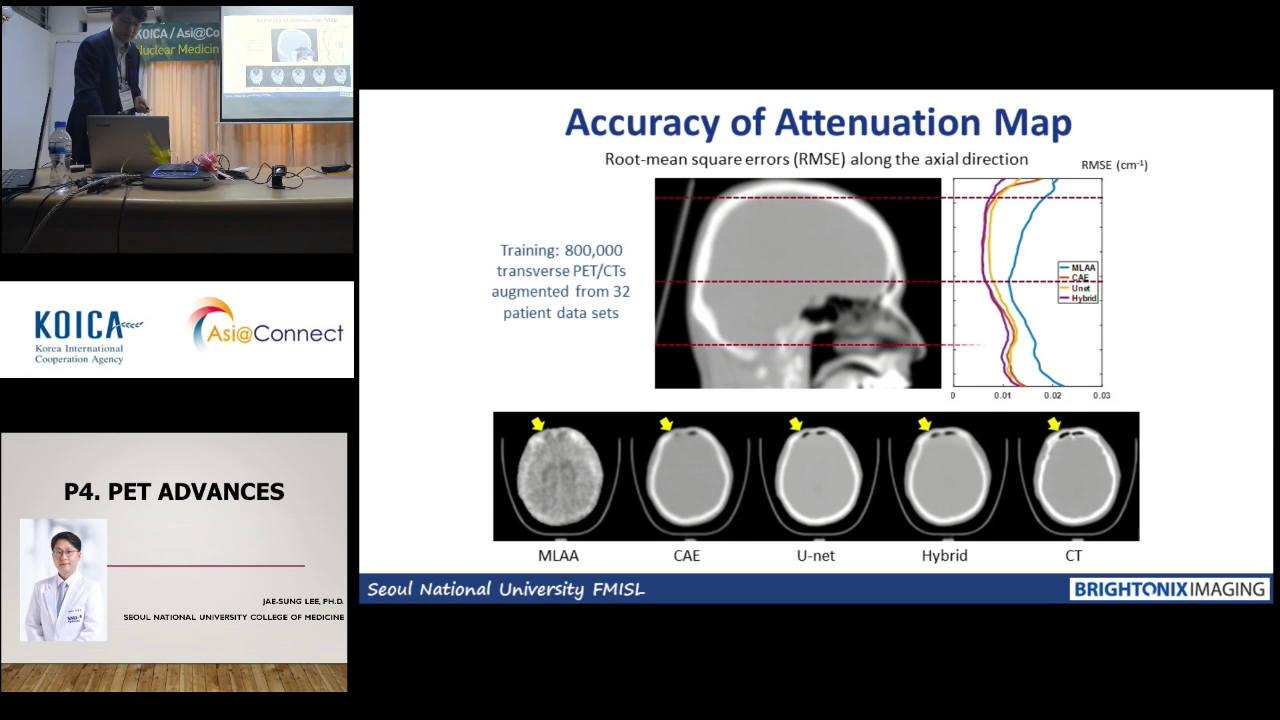 KOICA / Asi@Co
Nuclear Medicin
Accuracy of Attenuation Map
KOICA
Korea International
Cooperation Agency
Asi@Connect
P4. PET ADVANCES
JAE-SUNG LEE, PH.D.
SEOUL NATIONAL UNIVERSITY COLLEGE OF MEDICINE
Accuracy of Attenuation Map
Root-mean square errors (RMSE) along the axial direction
RMSE (cm-1)
Training: 800,000
transverse PET/CTs
augmented from 32
patient data sets
MLAA
CAE
Unet
Hybrid
0 0.01 0.02 0.03
MLAA CAE U-net Hybrid CT
Seoul National University FMISL
BRIGHTONIX IMAGING